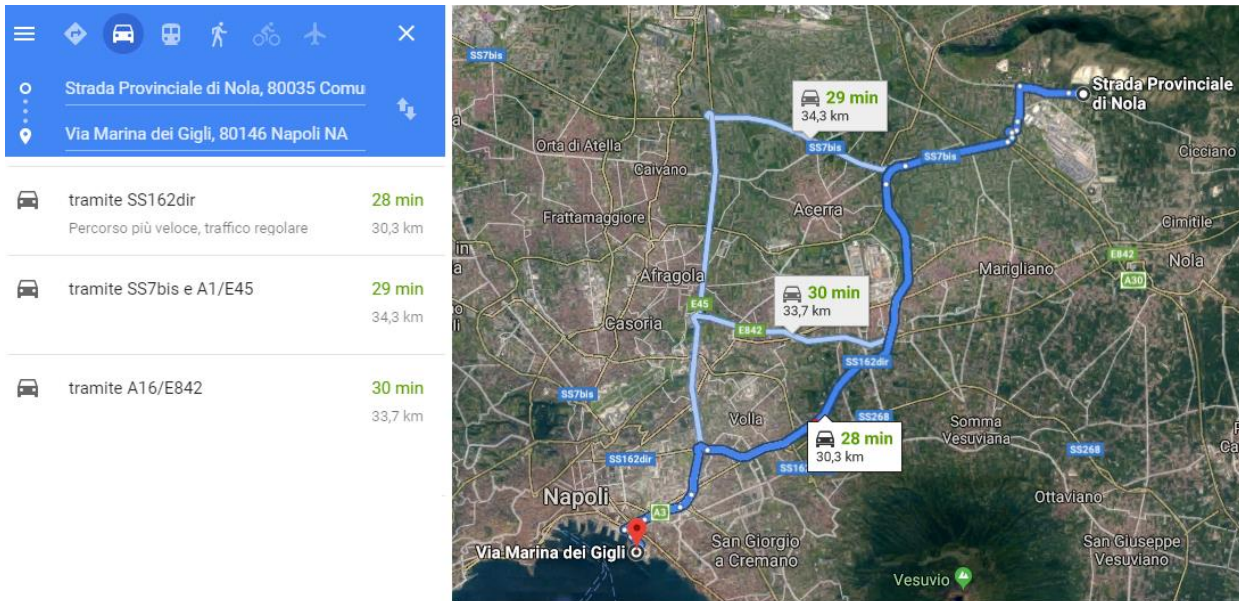 Strada Provinciale di Nola, 80035 Comu
Via Marina dei Gigli, 80146 Napoli NA
tramite SS162dir
28 min
Percorso più veloce, traffico regolare
30,3 km
tramite SS7bis e A1/E45
29 min
34,3 km
tramite A16/E842
30 min
33,7 km
SS7bis
29 min
34,3 km
Strada Provinciale
di Nola
Orta di Atella
SS7bis
SS7bis
Cicciano
Caivano
Frattamaggiore
Acerra
Cimitile
in
Afragola
Marigliano
E842
Nola
A30
30 min
33,7 km
E45
Casoria
E842
SS162dir
SS7bis
Volla
SS268
Somma
Vesuviana
28 min
30,3 km
SS162dir
SS268
Napoli
A3
Ottaviano
San Giorgio
a Cremano
San Giuseppe
Vesuviano
Via Marina dei Gigli
Vesuvio